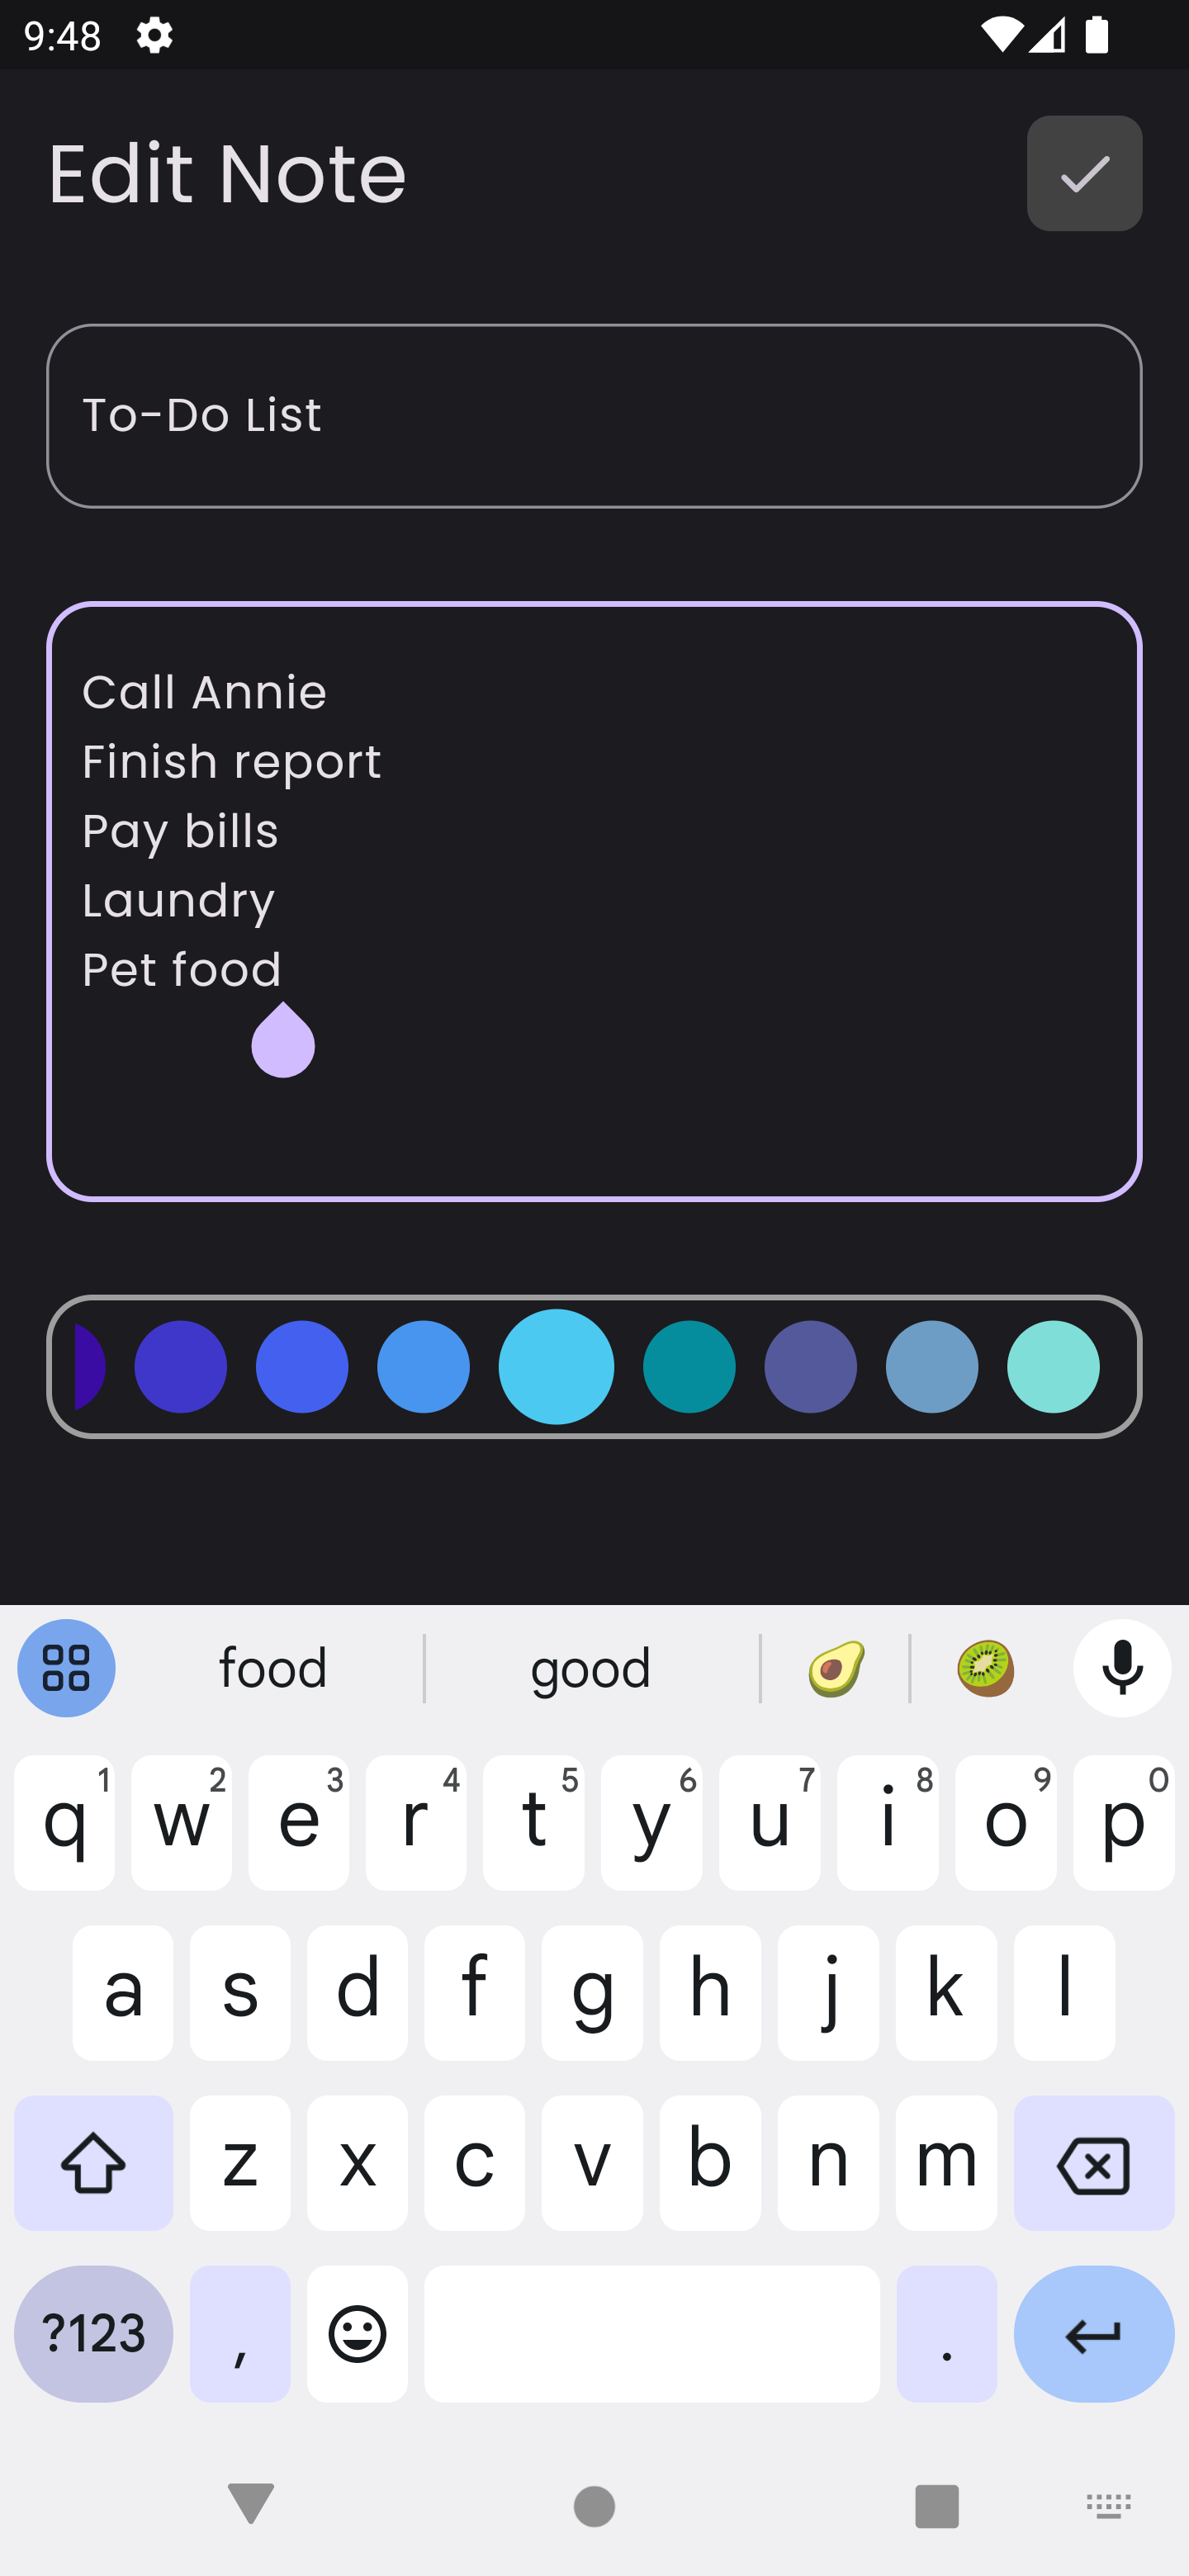 9:48
Edit Note
To-Do List
Call Annie
Finish report
Pay bills
Laundry
Pet food
food good
q1 w2 e3 r4 t5 y6 u7 i8 o9 p0
a s d f g h j k l
z x c v b n m
?123 , .